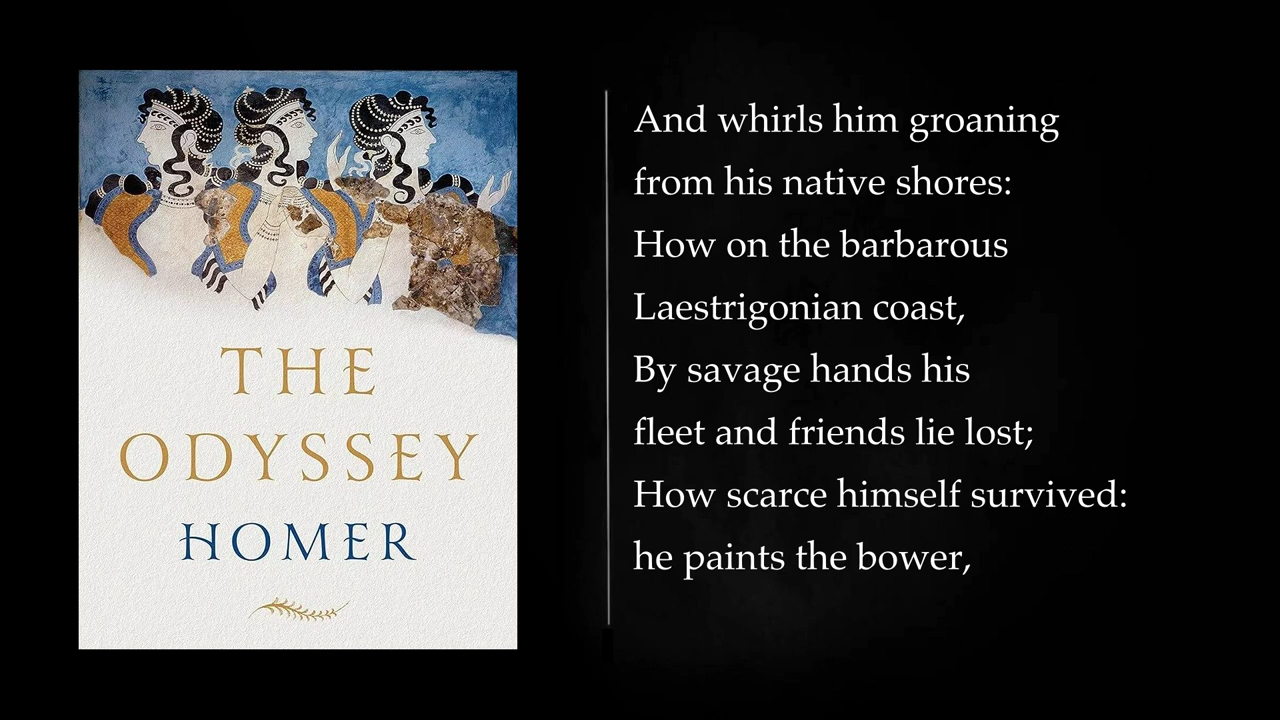 THE
ODYSSEY
HOMER
And whirls him groaning
from his native shores:
How on the barbarous
Laestrigonian coast,
By savage hands his
fleet and friends lie lost;
How scarce himself survived:
he paints the bower,